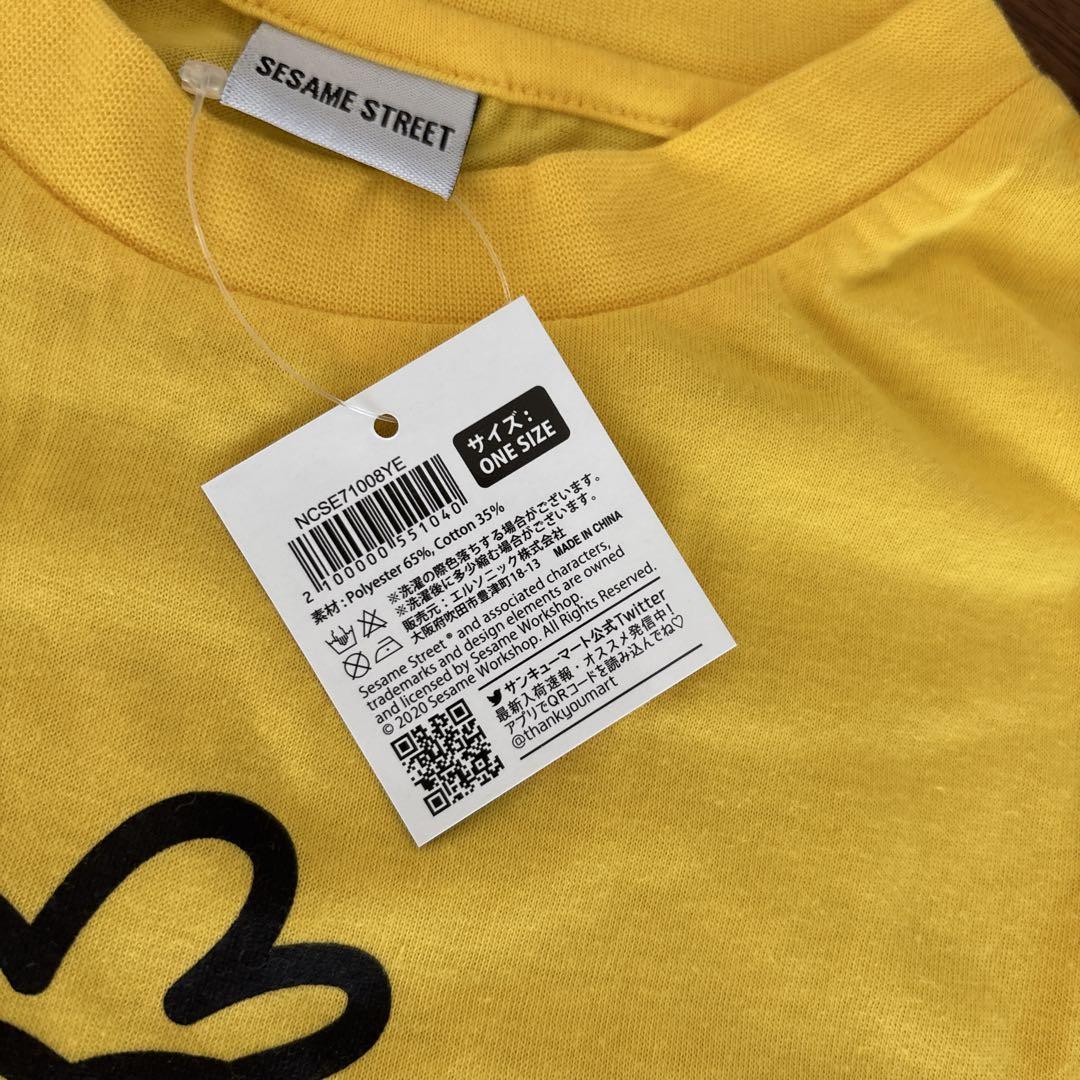 SESAME STREET
サイズ:
ONE SIZE
NCSE71008YE
2100000551040
素材:Polyester 65%, Cotton 35%
※洗濯の際色落ちする場合がございます。
※洗濯後に多少縮む場合がございます。
販売元:エルソニック株式会社
大阪府吹田市豊津町18-13 MADE IN CHINA
Sesame Street® and associated characters,
trademarks and design elements are owned
and licensed by Sesame Workshop.
© 2020 Sesame Workshop. All Rights Reserved.
サンキューマート公式Twitter
最新入荷速報・オススメ発信中!
アプリでQRコードを読み込んでね♡
@thankyoumart